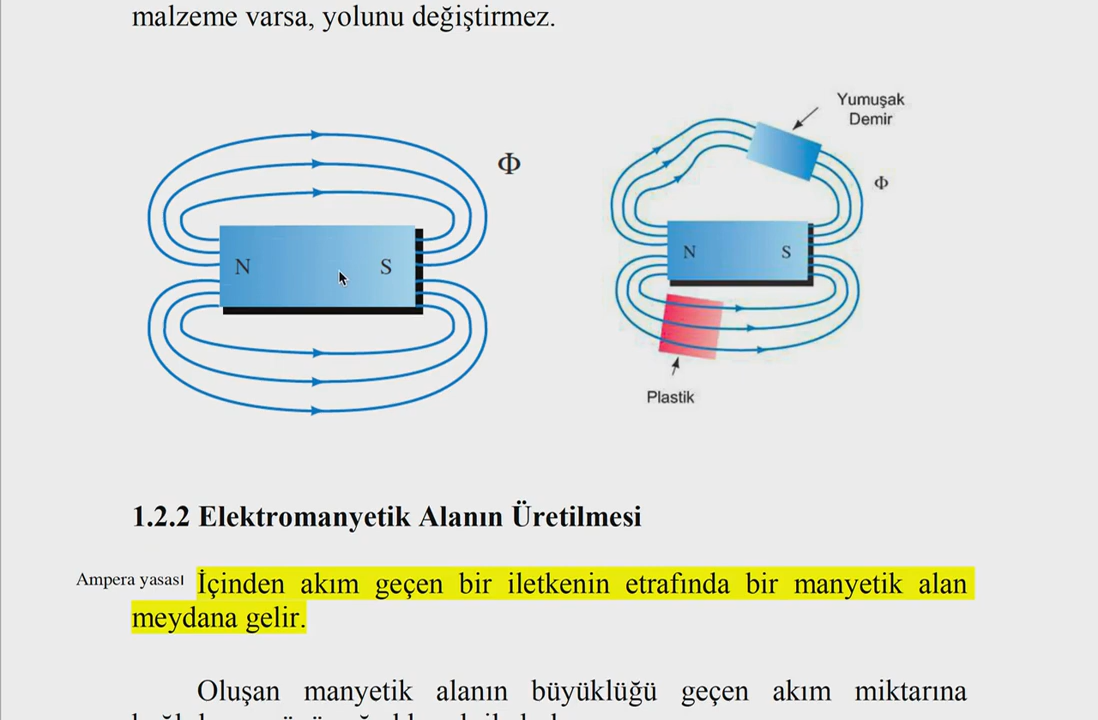 malzeme varsa, yolunu değiştirmez.
Yumuşak
Demir
Φ
Φ
N
S
N
S
Plastik
1.2.2 Elektromanyetik Alanın Üretilmesi
Ampera yasası
İçinden akım geçen bir iletkenin etrafında bir manyetik alan
meydana gelir.
Oluşan manyetik alanın büyüklüğü geçen akım miktarına